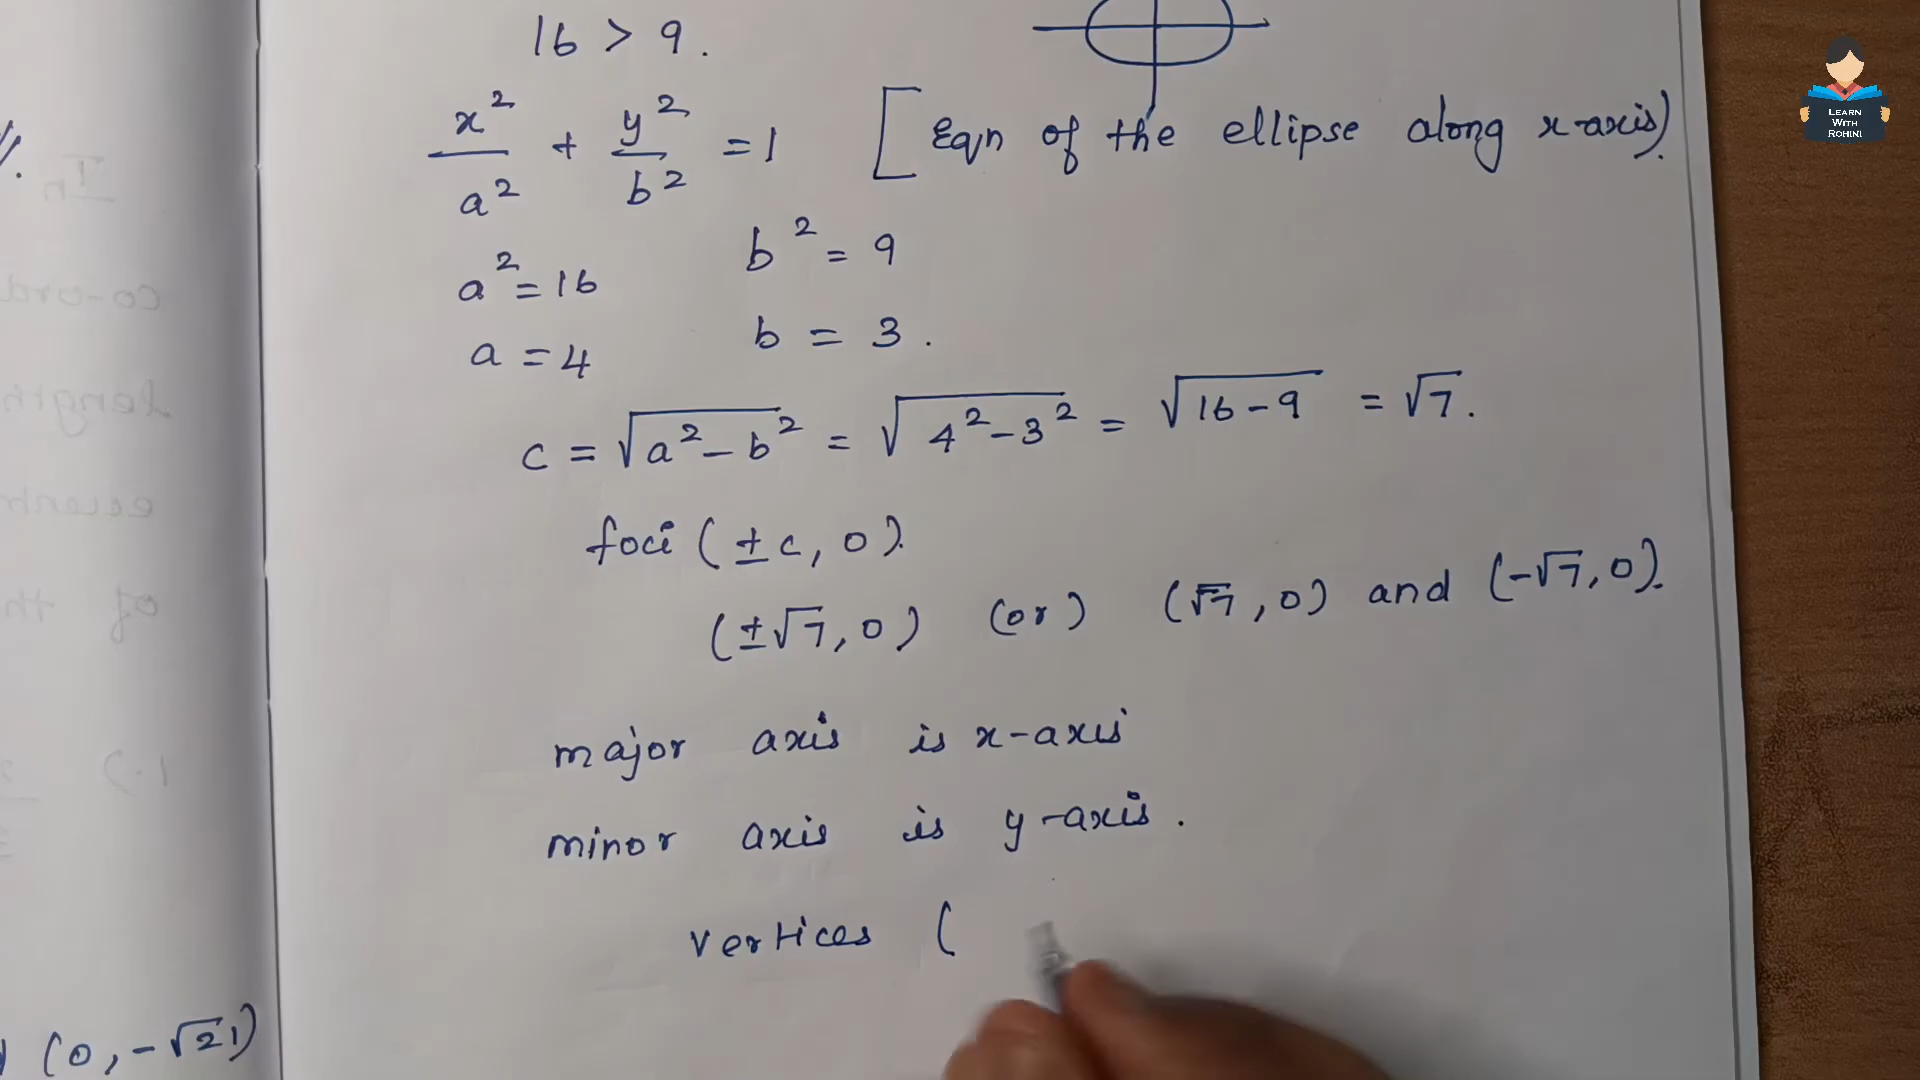 16 > 9.
x²/a² + y²/b² = 1 [Eqn of the ellipse along x-axis).
a² = 16 b² = 9
a = 4 b = 3.
c = √a² - b² = √4² - 3² = √16 - 9 = √7.
foci (± c, 0).
(±√7, 0) (or) (√7, 0) and (-√7, 0).
major axis is x-axis
minor axis is y-axis.
vertices (
(0, -√21)
LEARN
WITH
ROHINI